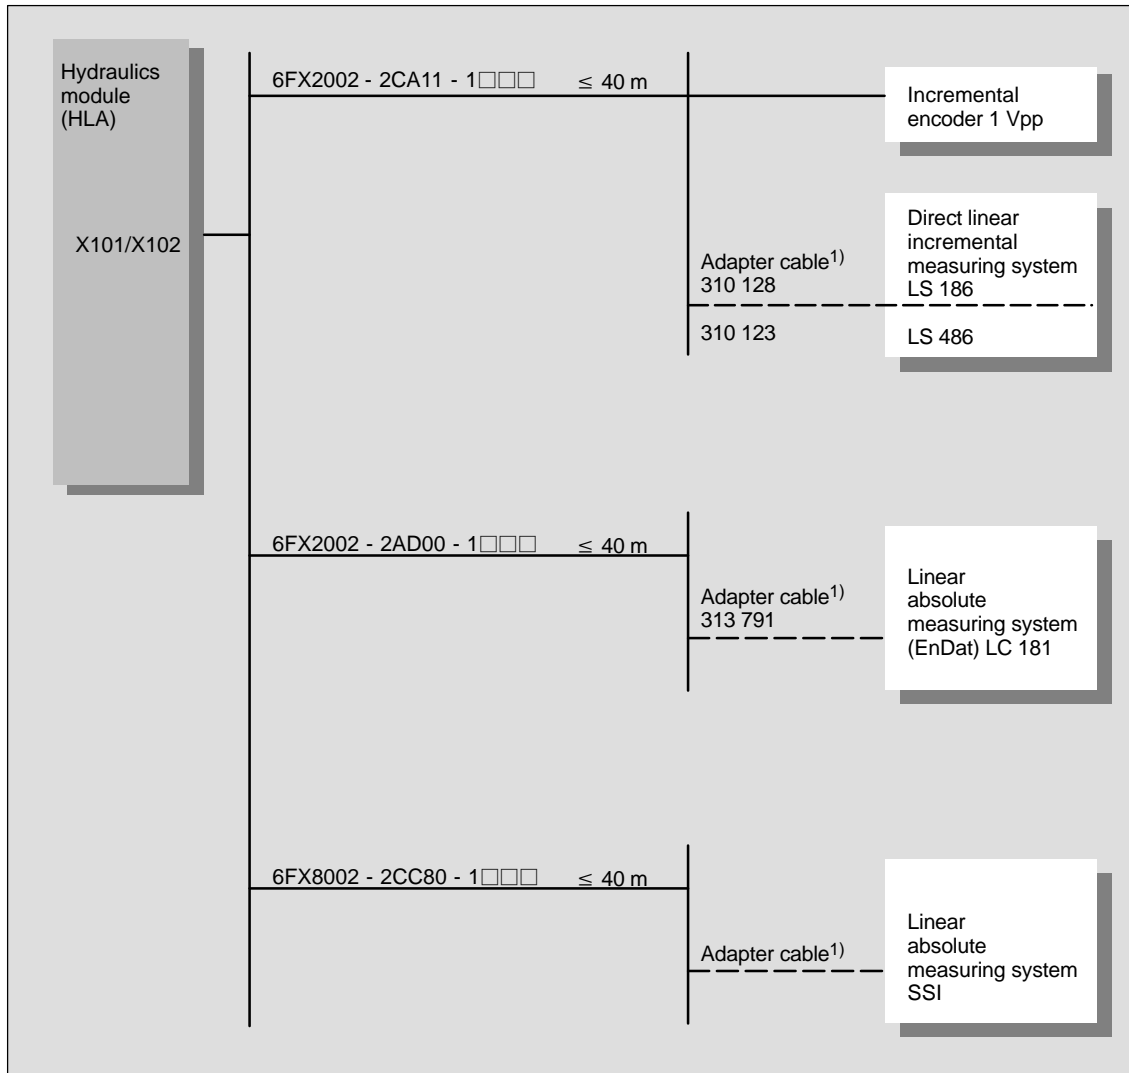 Hydraulics
module
(HLA)
X101/X102
6FX2002 - 2CA11 - 1□□□ ≤ 40 m
Incremental
encoder 1 Vpp
Adapter cable1)
310 128
310 123
Direct linear
incremental
measuring system
LS 186
LS 486
6FX2002 - 2AD00 - 1□□□ ≤ 40 m
Adapter cable1)
313 791
Linear
absolute
measuring system
(EnDat) LC 181
6FX8002 - 2CC80 - 1□□□ ≤ 40 m
Adapter cable1)
Linear
absolute
measuring system
SSI